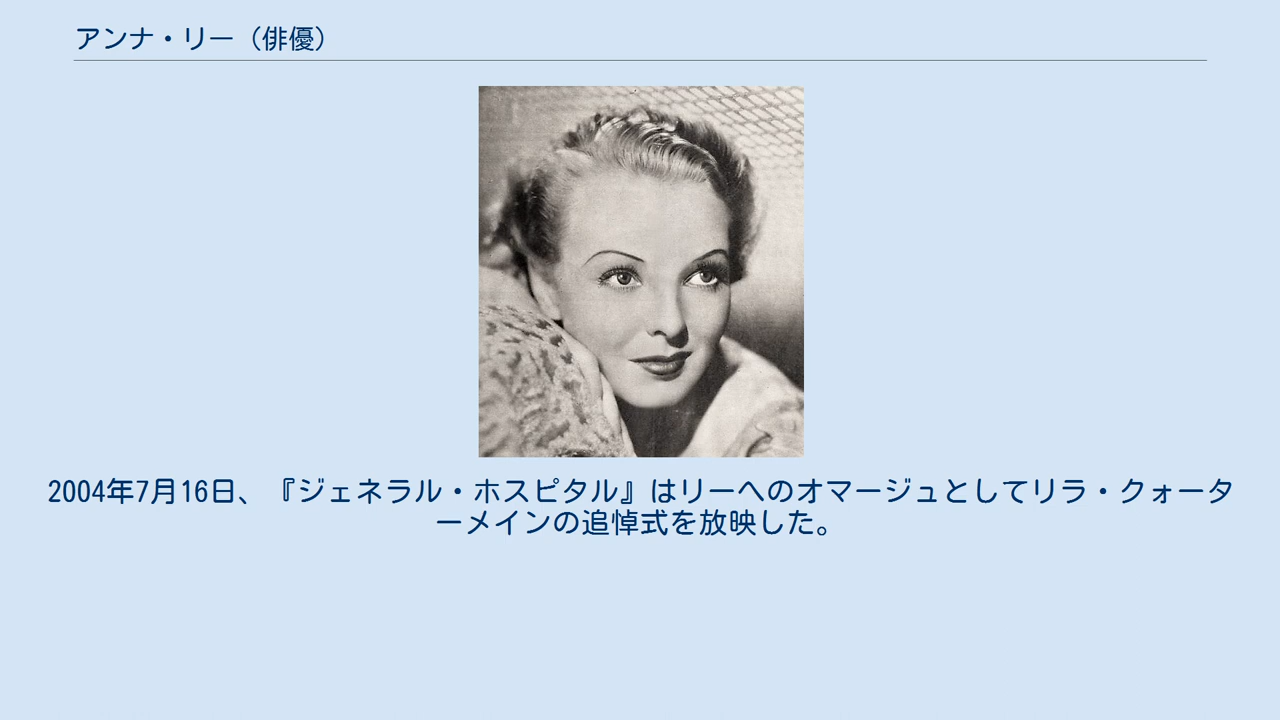 アンナ・リー（俳優）
2004年7月16日、『ジェネラル・ホスピタル』はリーへのオマージュとしてリラ・クォータ
ーメインの追悼式を放映した。